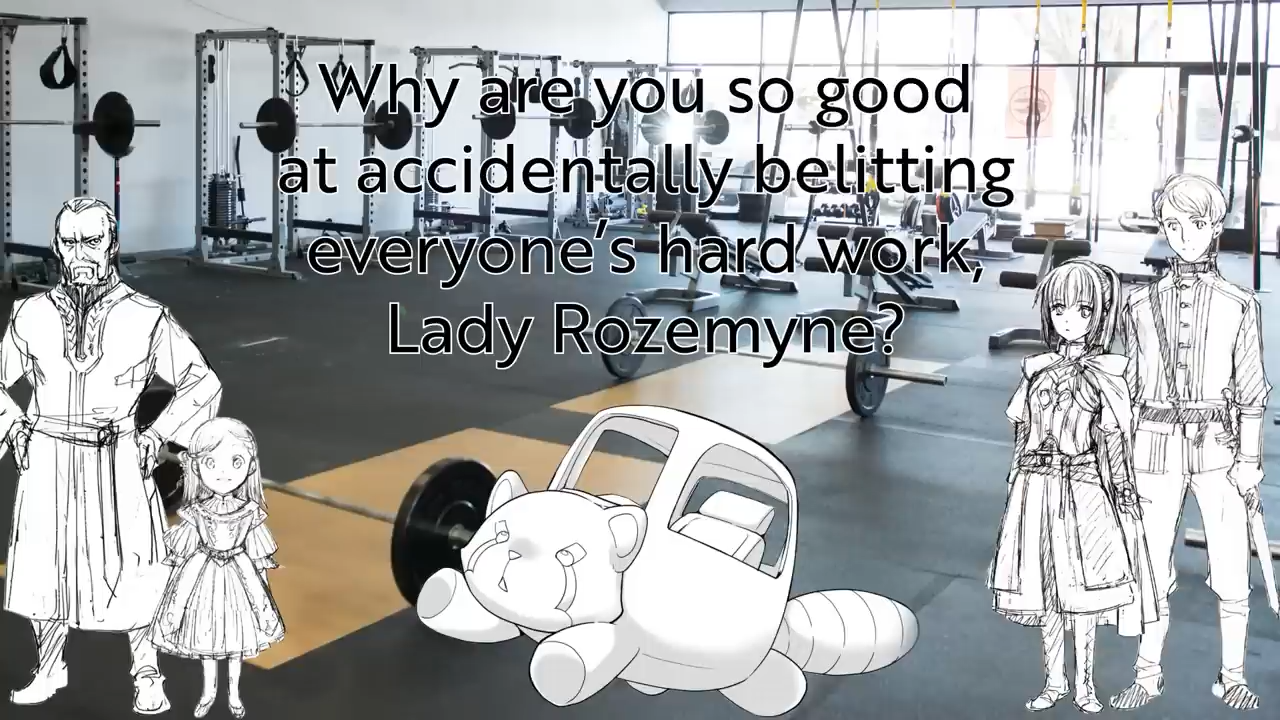 Why are you so good
at accidentally belitting
everyone's hard work,
Lady Rozemyne?